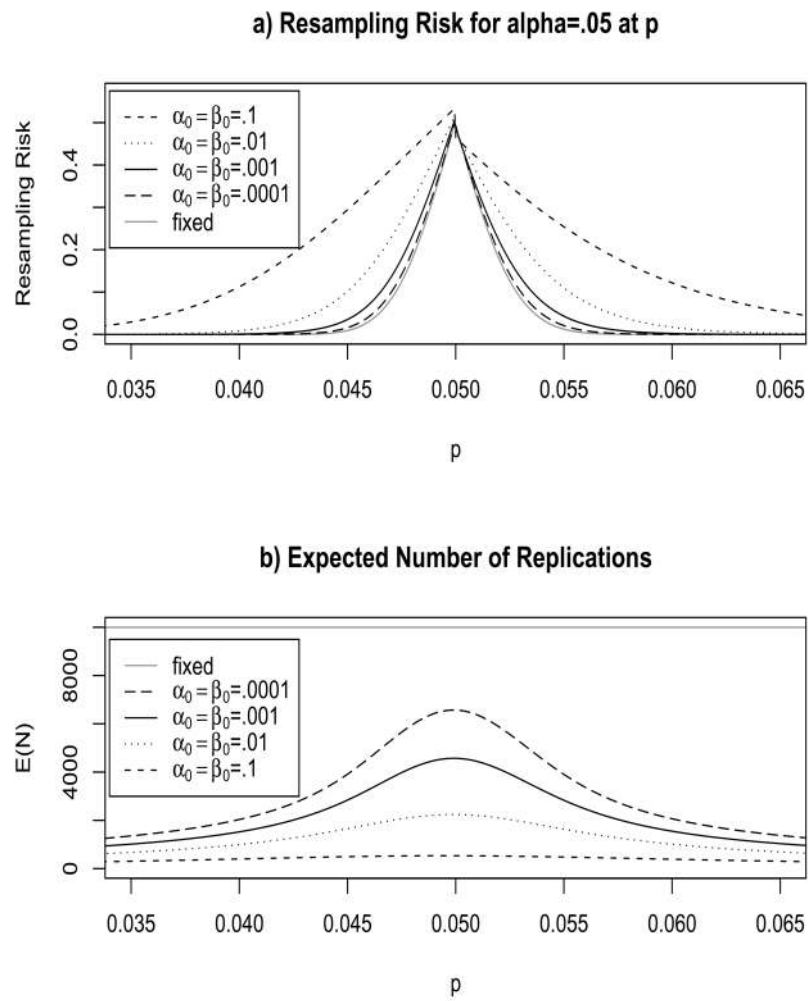 a) Resampling Risk for alpha=.05 at p
Resampling Risk
0.4
0.2
0.0
α₀ = β₀=.1
α₀ = β₀=.01
α₀ = β₀=.001
α₀ = β₀=.0001
fixed
0.035 0.040 0.045 0.050 0.055 0.060 0.065
p
b) Expected Number of Replications
E(N)
8000
4000
0
fixed
α₀ = β₀=.0001
α₀ = β₀=.001
α₀ = β₀=.01
α₀ = β₀=.1
0.035 0.040 0.045 0.050 0.055 0.060 0.065
p